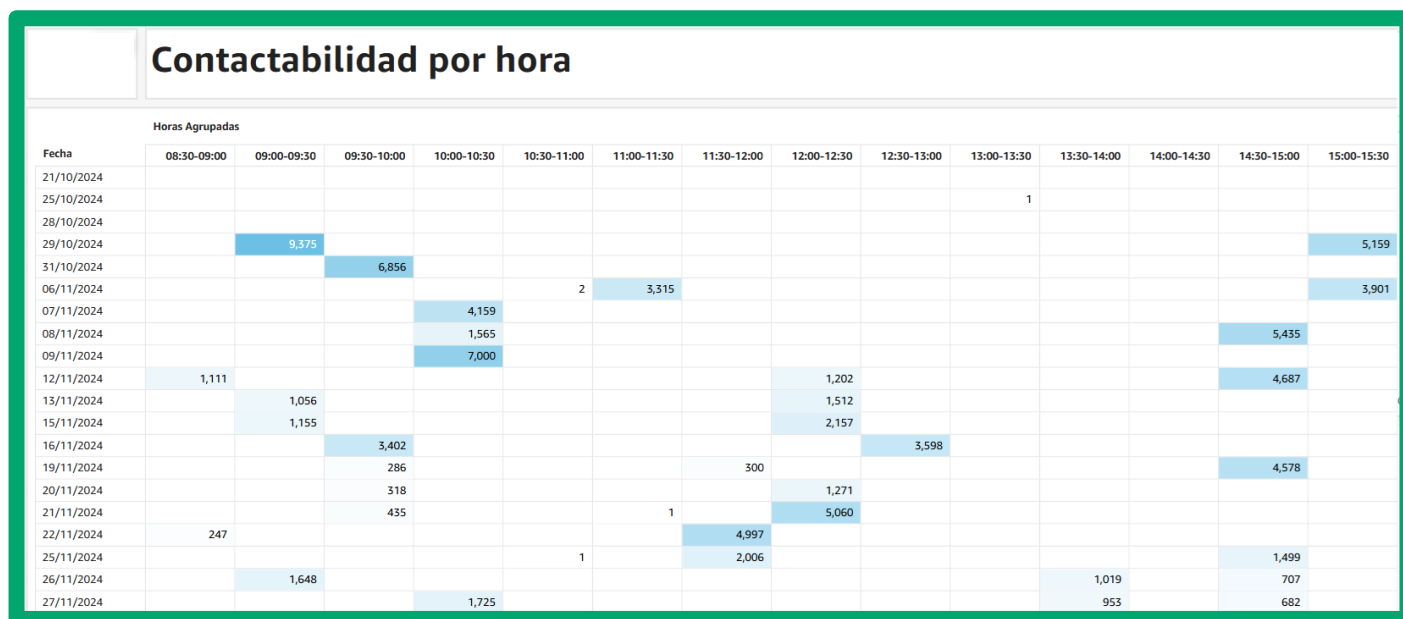 Contactabilidad por hora
Horas Agrupadas
Fecha 08:30-09:00 09:00-09:30 09:30-10:00 10:00-10:30 10:30-11:00 11:00-11:30 11:30-12:00 12:00-12:30 12:30-13:00 13:00-13:30 13:30-14:00 14:00-14:30 14:30-15:00 15:00-15:30
21/10/2024
25/10/2024 1
28/10/2024
29/10/2024 9,375 5,159
31/10/2024 6,856
06/11/2024 2 3,315 3,901
07/11/2024 4,159
08/11/2024 1,565 5,435
09/11/2024 7,000
12/11/2024 1,111 1,202 4,687
13/11/2024 1,056 1,512
15/11/2024 1,155 2,157
16/11/2024 3,402 3,598
19/11/2024 286 300 4,578
20/11/2024 318 1,271
21/11/2024 435 1 5,060
22/11/2024 247 4,997
25/11/2024 1 2,006 1,499
26/11/2024 1,648 1,019 707
27/11/2024 1,725 953 682